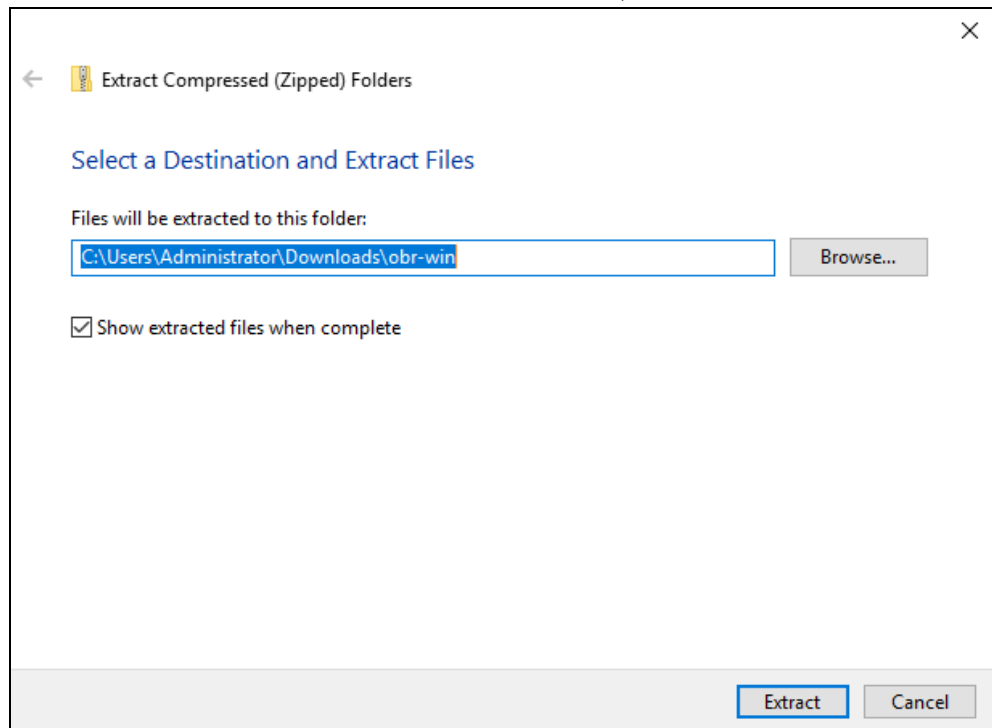 Extract Compressed (Zipped) Folders
Select a Destination and Extract Files
Files will be extracted to this folder:
C:\Users\Administrator\Downloads\obr-win
Browse...
Show extracted files when complete
Extract
Cancel